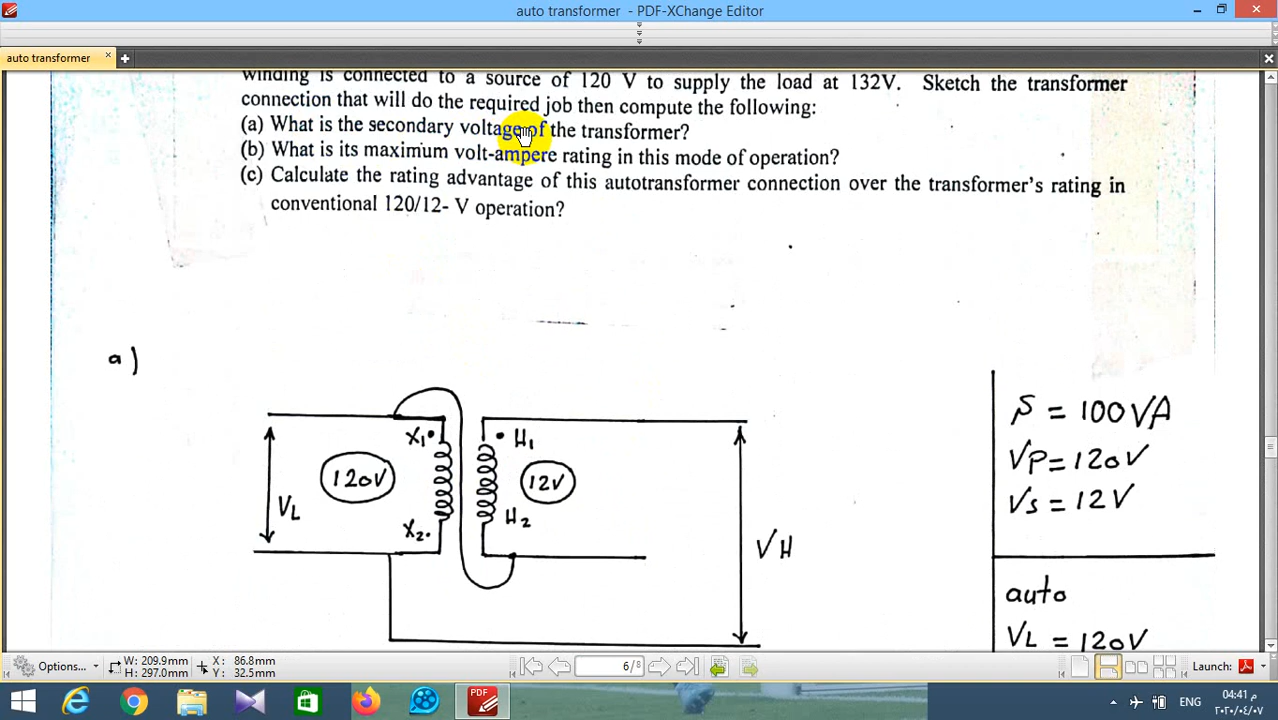 auto transformer - PDF-XChange Editor
auto transformer
winding is connected to a source of 120 V to supply the load at 132V. Sketch the transformer
connection that will do the required job then compute the following:
(a) What is the secondary voltage of the transformer?
(b) What is its maximum volt-ampere rating in this mode of operation?
(c) Calculate the rating advantage of this autotransformer connection over the transformer's rating in
conventional 120/12- V operation?
a)
X1
H1
120V
12V
VL
X2
H2
VH
S = 100VA
VP = 120V
Vs = 12V
auto
VL = 120V
Options...
W: 209.9mm
H: 297.0mm
X: 86.8mm
Y: 32.5mm
6/8
Launch:
PDF
ENG
04:41 م
٢٠٢٠/٠٤/٠٧